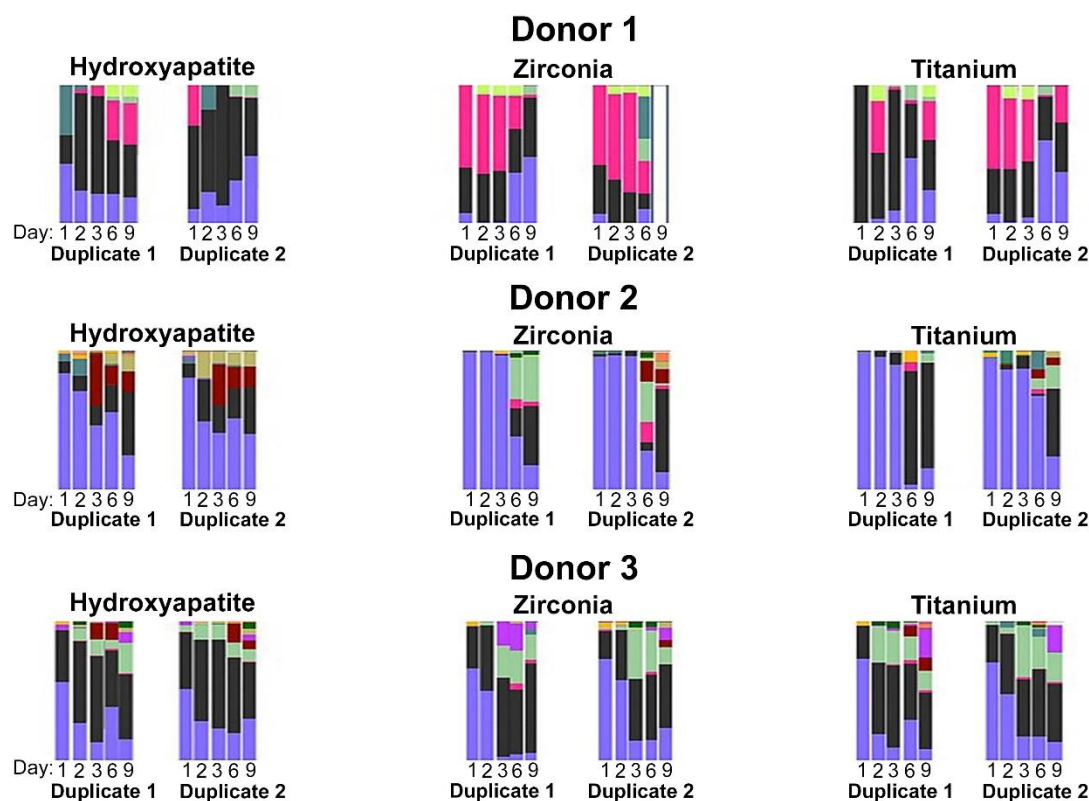 Donor 1
Hydroxyapatite Zirconia Titanium
Day: 1 2 3 6 9 1 2 3 6 9 1 2 3 6 9 1 2 3 6 9 1 2 3 6 9 1 2 3 6 9
Duplicate 1 Duplicate 2 Duplicate 1 Duplicate 2 Duplicate 1 Duplicate 2
Donor 2
Hydroxyapatite Zirconia Titanium
Day: 1 2 3 6 9 1 2 3 6 9 1 2 3 6 9 1 2 3 6 9 1 2 3 6 9 1 2 3 6 9
Duplicate 1 Duplicate 2 Duplicate 1 Duplicate 2 Duplicate 1 Duplicate 2
Donor 3
Hydroxyapatite Zirconia Titanium
Day: 1 2 3 6 9 1 2 3 6 9 1 2 3 6 9 1 2 3 6 9 1 2 3 6 9 1 2 3 6 9
Duplicate 1 Duplicate 2 Duplicate 1 Duplicate 2 Duplicate 1 Duplicate 2